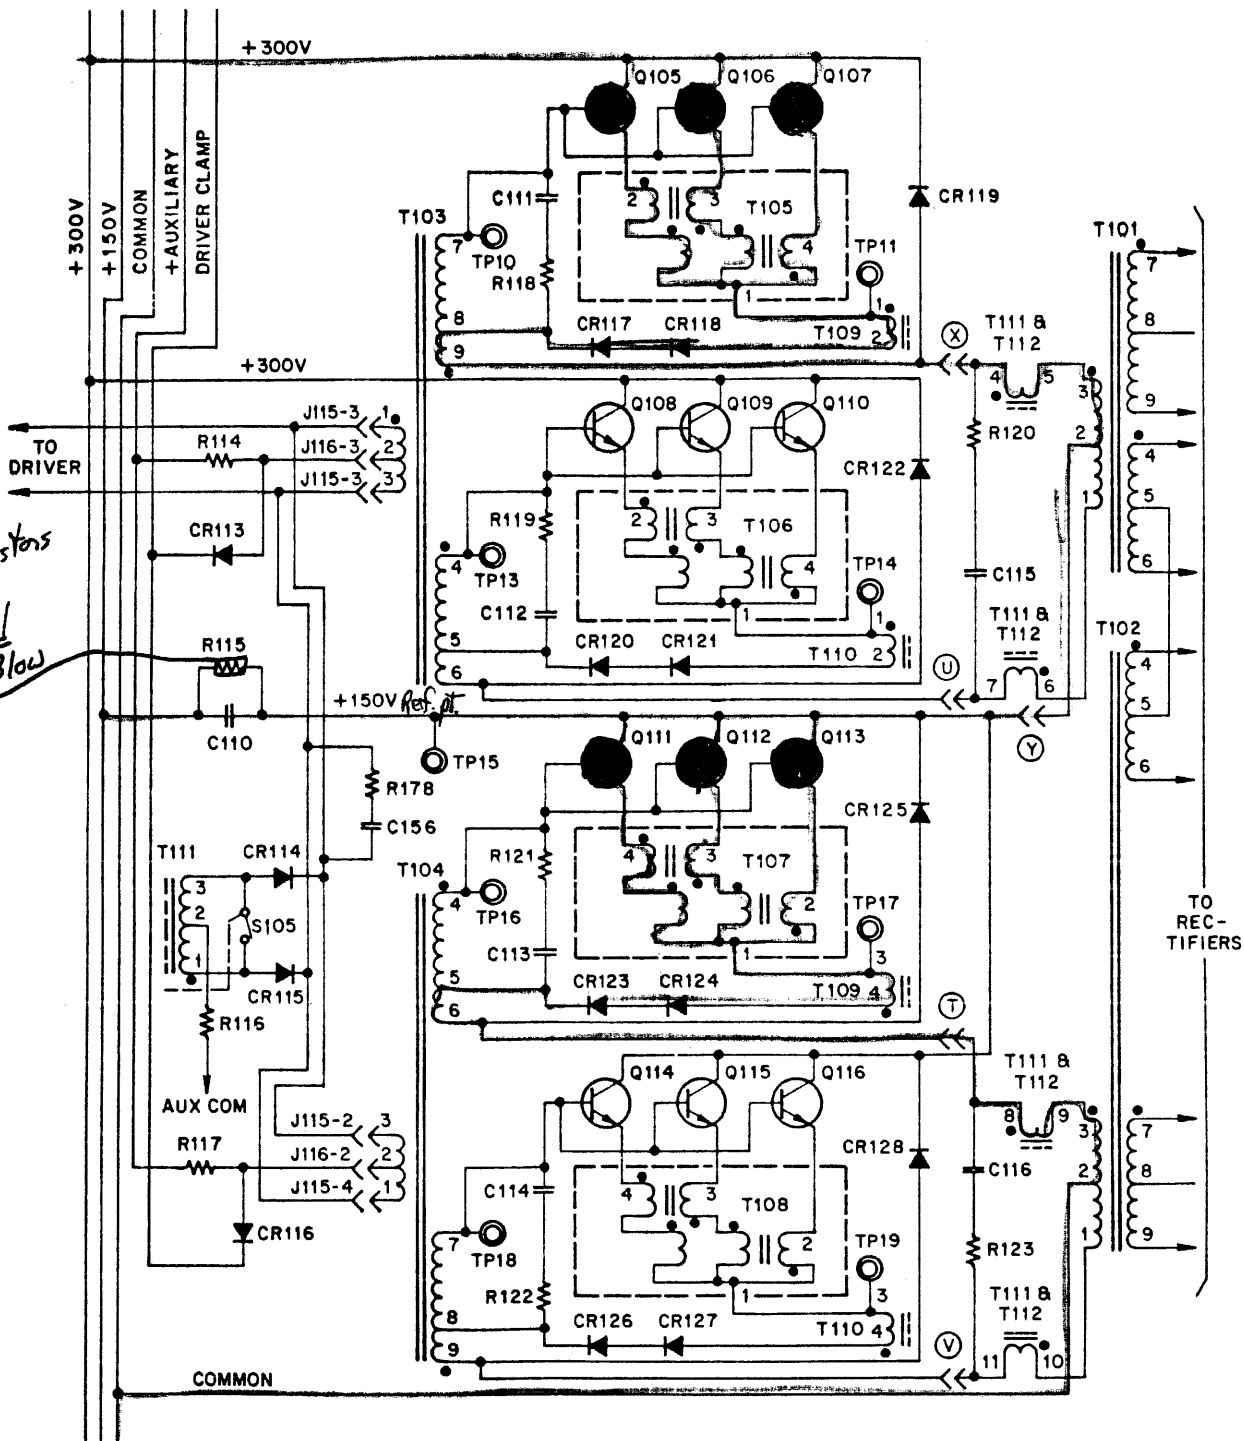 +300V
+150V
COMMON
+AUXILIARY
DRIVER CLAMP
+300V
Q105
Q106
Q107
C111
R118
T103
7
8
9
TP10
2
3
T105
4
1
TP11
1
T109
2
CR117
CR118
CR119
X
T111 &
T112
4
5
T101
3
2
1
7
8
9
4
5
6
+300V
Q108
Q109
Q110
TO
DRIVER
J115-3
1
R114
J116-3
2
J115-3
3
CR113
CR122
R120
C115
R119
C112
2
3
T106
4
1
TP13
4
5
6
TP14
1
T110
2
CR120
CR121
U
T111 &
T112
7
6
R115
Blow
C110
+150V
Ref. pt.
TP15
Y
T102
4
5
6
Q111
Q112
Q113
R178
C156
CR125
T111
3
2
1
CR114
S105
CR115
R116
AUX COM
T104
4
5
6
TP16
R121
C113
4
3
T107
2
1
TP17
3
T109
4
CR123
CR124
T
TO
REC-
TIFIERS
Q114
Q115
Q116
T111 &
T112
8
9
3
2
1
7
8
9
J115-2
3
R117
J116-2
2
J115-4
1
CR116
CR128
C116
R123
C114
R122
4
3
T108
2
1
7
TP18
8
9
TP19
3
T110
4
CR126
CR127
V
T111 &
T112
11
10
COMMON